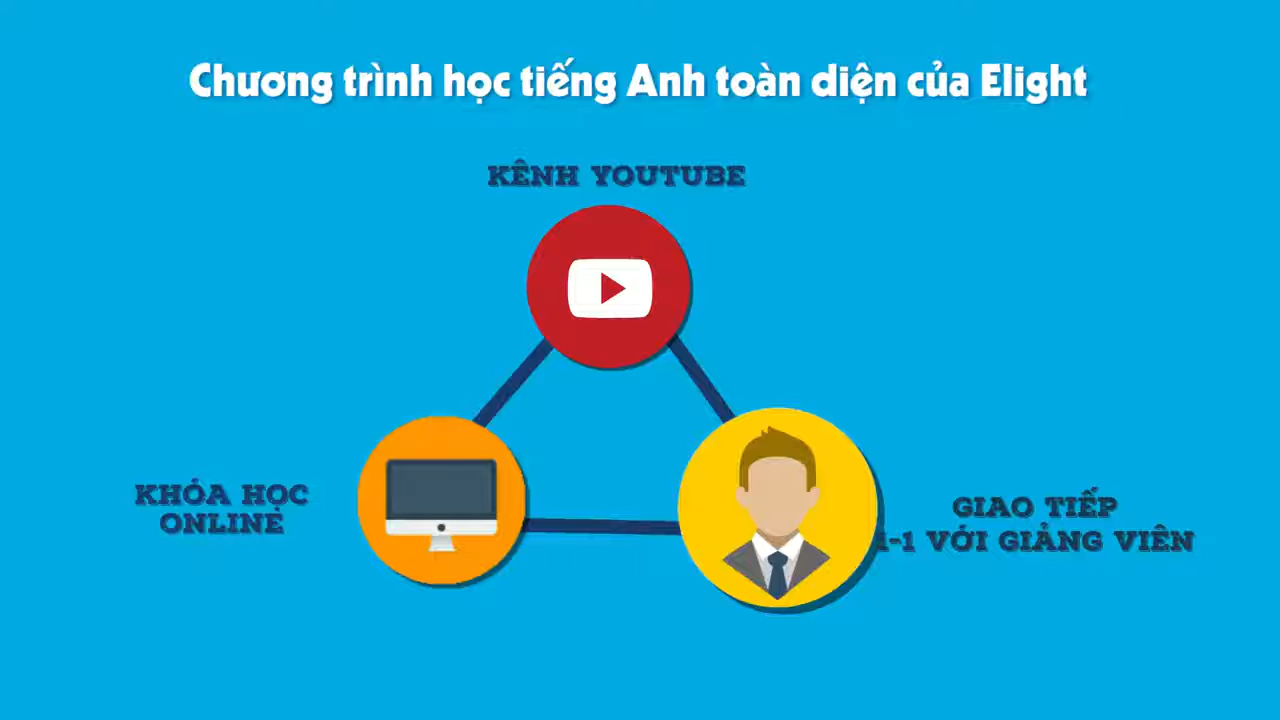 Chương trình học tiếng Anh toàn diện của Elight
KÊNH YOUTUBE
KHÓA HỌC
ONLINE
GIAO TIẾP
1-1 VỚI GIẢNG VIÊN